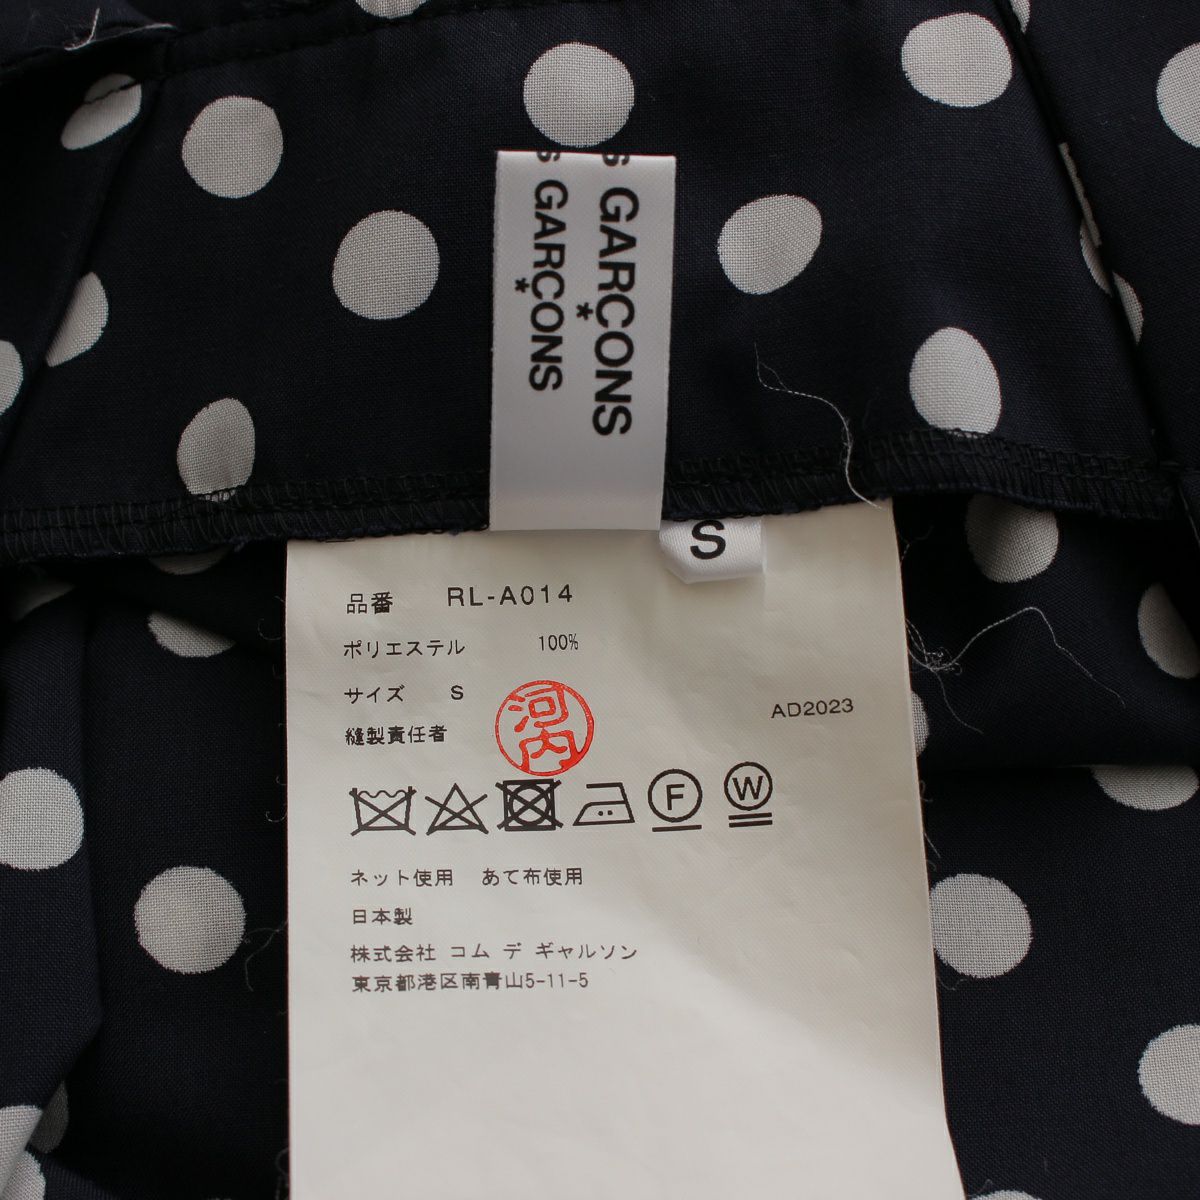 S GARÇONS
S GARÇONS
S
品番 RL-A014
ポリエステル 100%
サイズ S
縫製責任者 河内
AD2023
F W
ネット使用 あて布使用
日本製
株式会社 コム デ ギャルソン
東京都港区南青山5-11-5